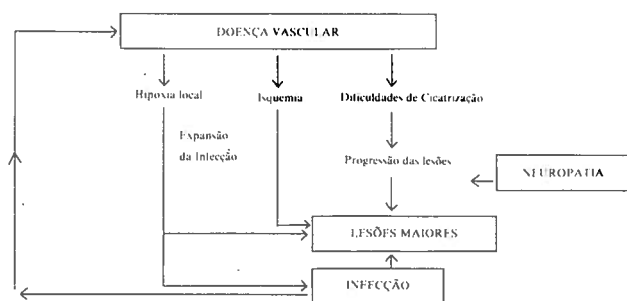 DOENÇA VASCULAR
Hipoxia local
Isquemia
Dificuldades de Cicatrização
Expansão
da Infecção
Progressão das lesões
NEUROPATIA
LESÕES MAIORES
INFECÇÃO